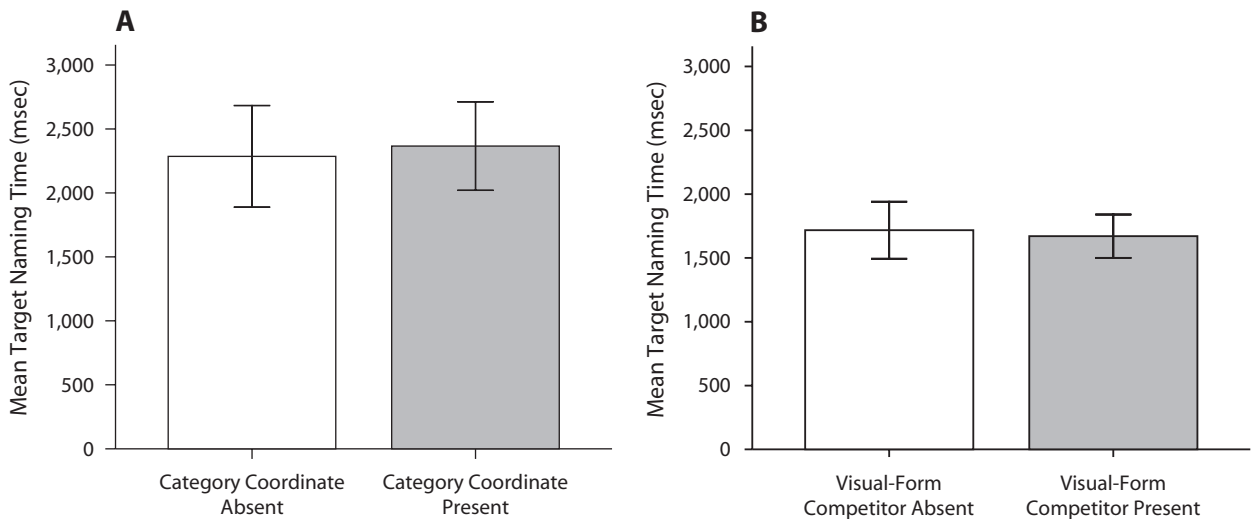 A
Mean Target Naming Time (msec)
3,000
2,500
2,000
1,500
1,000
500
0
Category Coordinate
Absent
Category Coordinate
Present
B
Mean Target Naming Time (msec)
3,000
2,500
2,000
1,500
1,000
500
0
Visual-Form
Competitor Absent
Visual-Form
Competitor Present